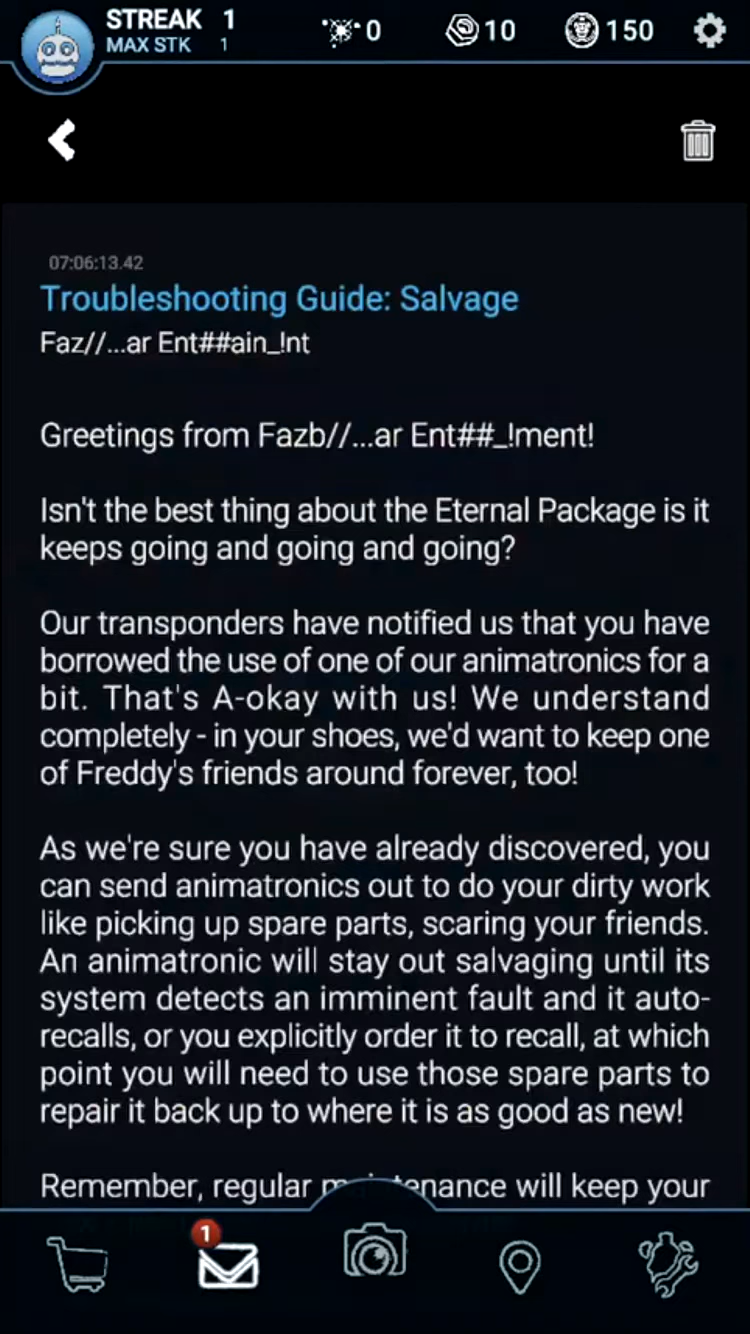 STREAK 1
MAX STK 1
0
10
150
07:06:13.42
Troubleshooting Guide: Salvage
Faz//...ar Ent##ain_!nt
Greetings from Fazb//...ar Ent##_!ment!
Isn't the best thing about the Eternal Package is it
keeps going and going and going?
Our transponders have notified us that you have
borrowed the use of one of our animatronics for a
bit. That's A-okay with us! We understand
completely - in your shoes, we'd want to keep one
of Freddy's friends around forever, too!
As we're sure you have already discovered, you
can send animatronics out to do your dirty work
like picking up spare parts, scaring your friends.
An animatronic will stay out salvaging until its
system detects an imminent fault and it auto-
recalls, or you explicitly order it to recall, at which
point you will need to use those spare parts to
repair it back up to where it is as good as new!
Remember, regular maintenance will keep your
1